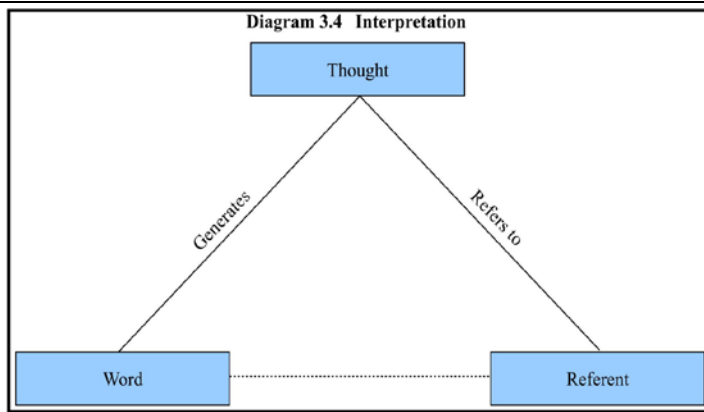 Diagram 3.4 Interpretation
Thought
Generates
Refers to
Word
Referent